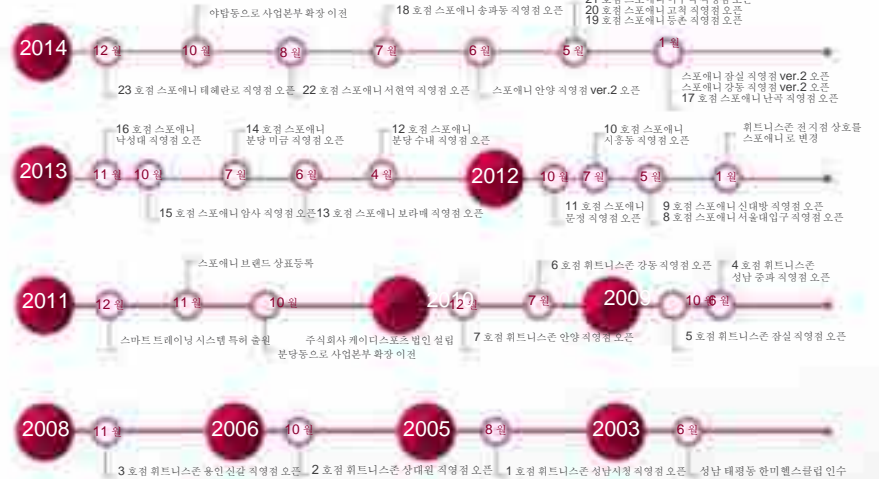 야탑동으로 사업본부 확장 이전
18 호점 스포애니 송파동 직영점 오픈
20 호점 스포애니 고척 직영점 오픈
19 호점 스포애니 등촌 직영점 오픈
2014
12 월
10 월
8 월
7 월
6 월
5 월
1 월
23 호점 스포애니 테헤란로 직영점 오픈
22 호점 스포애니 서현역 직영점 오픈
스포애니 안양 직영점 ver.2 오픈
스포애니 잠실 직영점 ver.2 오픈
스포애니 강동 직영점 ver.2 오픈
17 호점 스포애니 난곡 직영점 오픈
16 호점 스포애니
낙성대 직영점 오픈
14 호점 스포애니
분당 미금 직영점 오픈
12 호점 스포애니
분당 수내 직영점 오픈
10 호점 스포애니
시흥동 직영점 오픈
휘트니스존 전 지점 상호를
스포애니 로 변경
2013
11 월
10 월
7 월
6 월
4 월
2012
10 월
7 월
5 월
1 월
15 호점 스포애니 암사 직영점 오픈
13 호점 스포애니 보라매 직영점 오픈
11 호점 스포애니
문정 직영점 오픈
9 호점 스포애니 신대방 직영점 오픈
8 호점 스포애니 서울대입구 직영점 오픈
스포애니 브랜드 상표등록
6 호점 휘트니스존 강동 직영점 오픈
4 호점 휘트니스존
성남 중파 직영점 오픈
2011
12 월
11 월
10 월
2010
12 월
7 월
2009
10 월
6 월
스마트 트레이닝 시스템 특허 출원
주식회사 케이디스포츠 법인 설립
분당동으로 사업본부 확장 이전
7 호점 휘트니스존 안양 직영점 오픈
5 호점 휘트니스존 잠실 직영점 오픈
2008
11 월
2006
10 월
2005
8 월
2003
6 월
3 호점 휘트니스존 용인 신갈 직영점 오픈
2 호점 휘트니스존 상대원 직영점 오픈
1 호점 휘트니스존 성남시청 직영점 오픈
성남 태평동 한미헬스클럽 인수